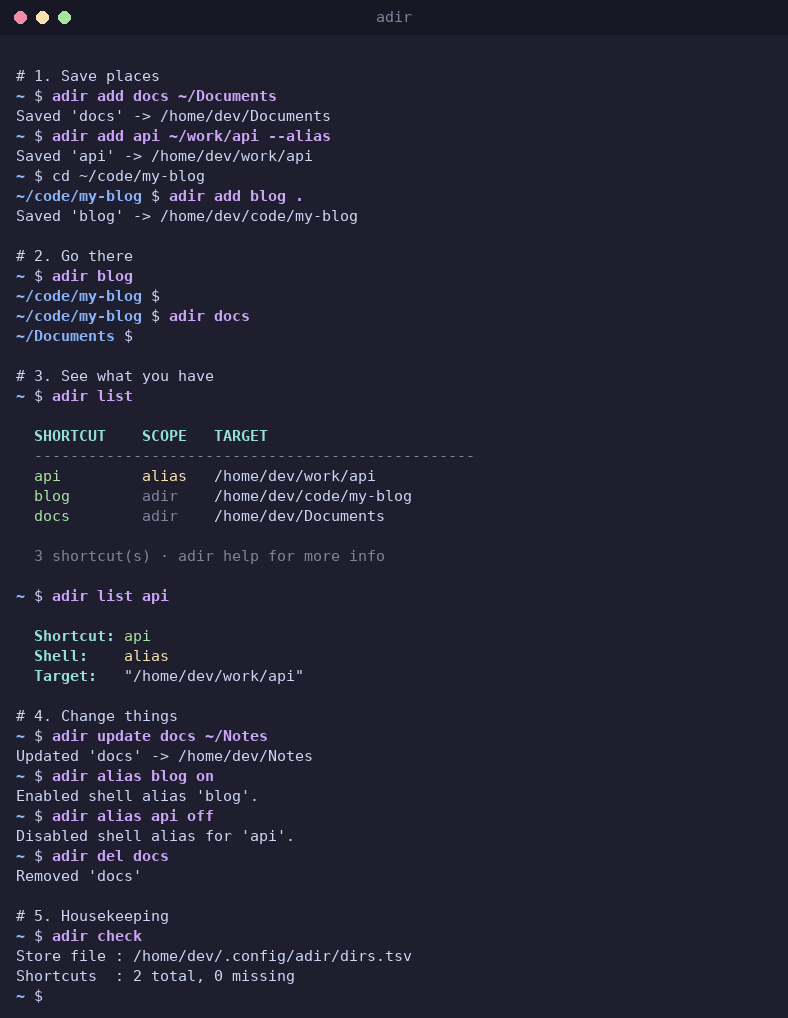 adir
# 1. Save places
~ $ adir add docs ~/Documents
Saved 'docs' -> /home/dev/Documents
~ $ adir add api ~/work/api --alias
Saved 'api' -> /home/dev/work/api
~ $ cd ~/code/my-blog
~/code/my-blog $ adir add blog .
Saved 'blog' -> /home/dev/code/my-blog
# 2. Go there
~ $ adir blog
~/code/my-blog $
~/code/my-blog $ adir docs
~/Documents $
# 3. See what you have
~ $ adir list
SHORTCUT    SCOPE   TARGET
-------------------------------------------------
api         alias   /home/dev/work/api
blog        adir    /home/dev/code/my-blog
docs        adir    /home/dev/Documents
3 shortcut(s) · adir help for more info
~ $ adir list api
Shortcut: api
Shell:    alias
Target:   "/home/dev/work/api"
# 4. Change things
~ $ adir update docs ~/Notes
Updated 'docs' -> /home/dev/Notes
~ $ adir alias blog on
Enabled shell alias 'blog'.
~ $ adir alias api off
Disabled shell alias for 'api'.
~ $ adir del docs
Removed 'docs'
# 5. Housekeeping
~ $ adir check
Store file : /home/dev/.config/adir/dirs.tsv
Shortcuts  : 2 total, 0 missing
~ $